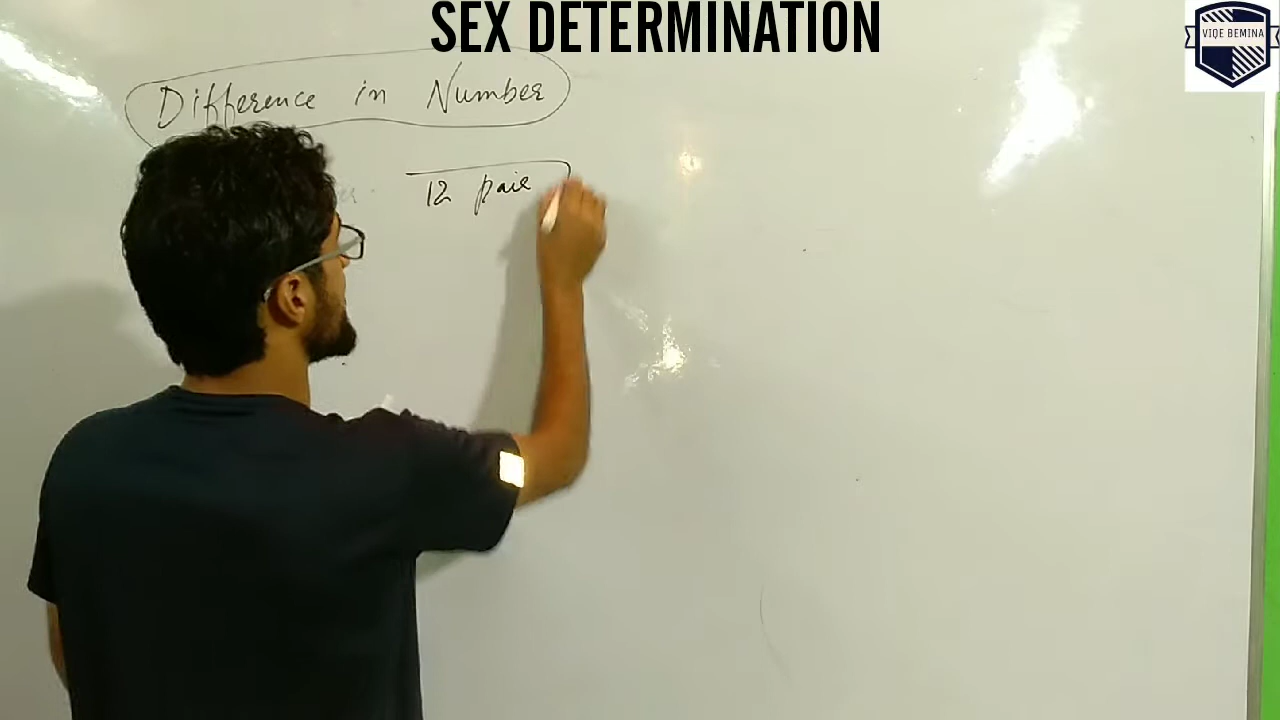 SEX DETERMINATION
VIQE BEMINA
Difference in Number
12 pair